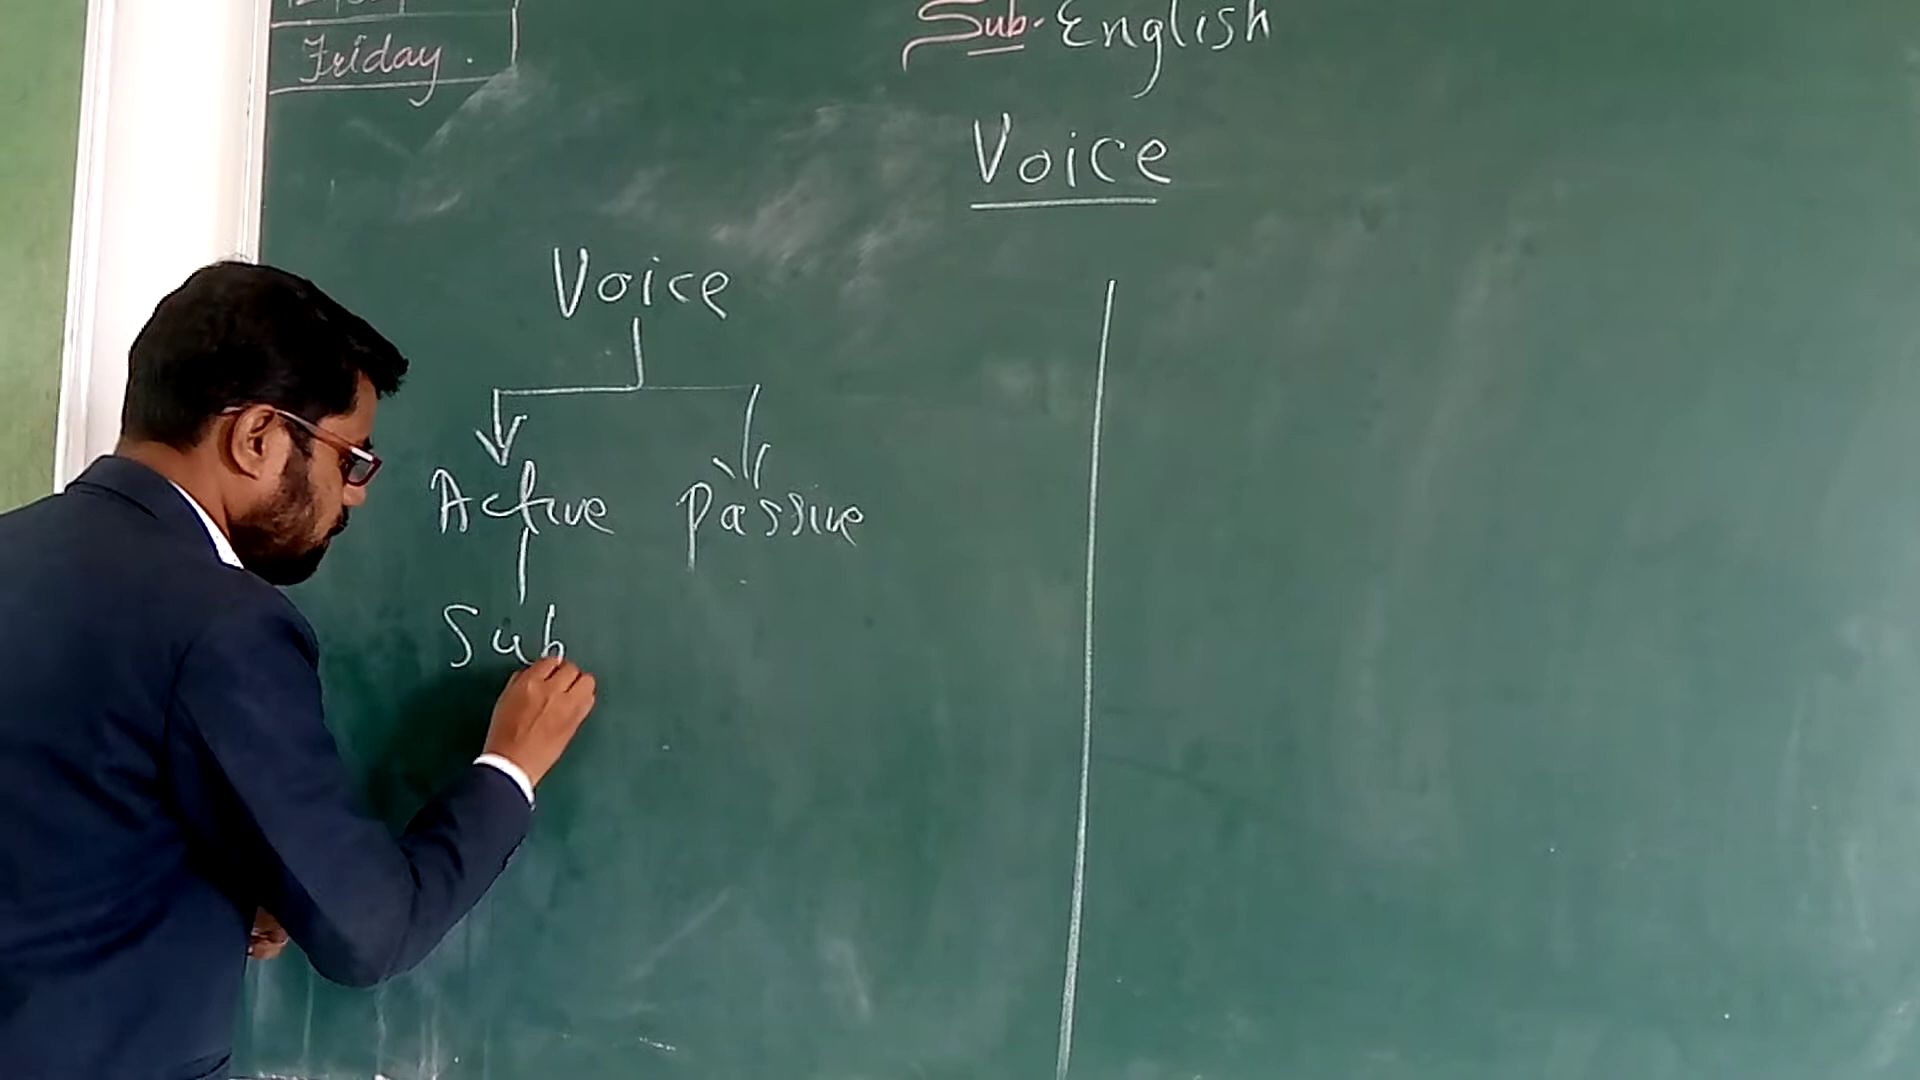 Friday.
Sub. English
Voice
Voice
Active Passive
Sub